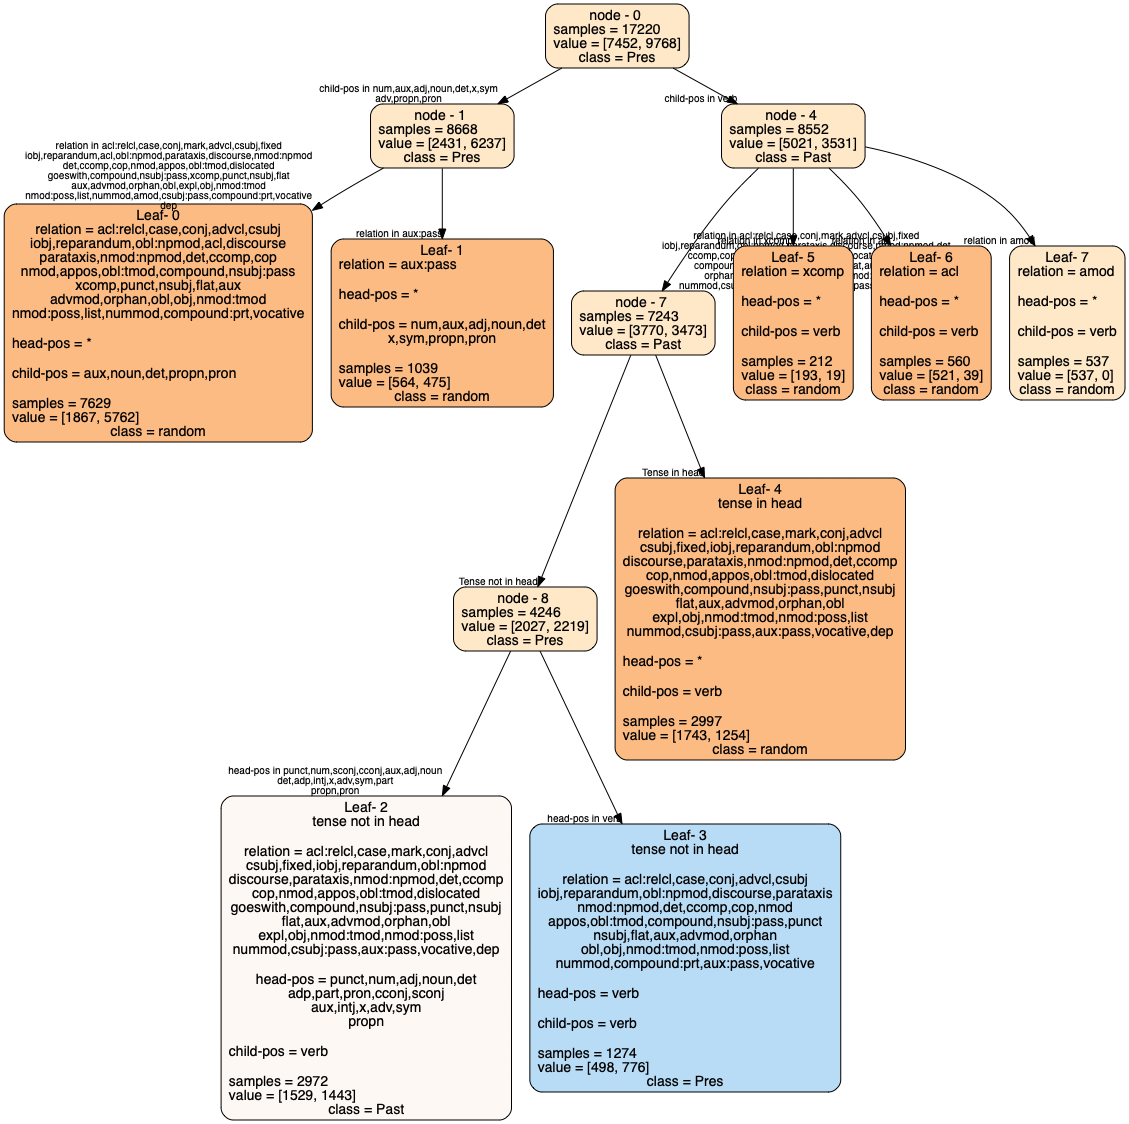 node - 0
samples = 17220
value = [7452, 9768]
class = Pres
child-pos in num,aux,adj,noun,det,x,sym
adv,propn,pron
child-pos in verb
node - 1
samples = 8668
value = [2431, 6237]
class = Pres
node - 4
samples = 8552
value = [5021, 3531]
class = Past
relation in acl:relcl,case,conj,mark,advcl,csubj,fixed
iobj,reparandum,acl,obl:npmod,parataxis,discourse,nmod:npmod
det,ccomp,cop,nmod,appos,obl:tmod,dislocated
goeswith,compound,nsubj:pass,xcomp,punct,nsubj,flat
aux,advmod,orphan,obl,expl,obj,nmod:tmod
nmod:poss,list,nummod,amod,csubj:pass,compound:prt,vocative
dep
Leaf- 0
relation = acl:relcl,case,conj,advcl,csubj
iobj,reparandum,obl:npmod,acl,discourse
parataxis,nmod:npmod,det,ccomp,cop
nmod,appos,obl:tmod,compound,nsubj:pass
xcomp,punct,nsubj,flat,aux
advmod,orphan,obl,obj,nmod:tmod
nmod:poss,list,nummod,compound:prt,vocative
head-pos = *
child-pos = aux,noun,det,propn,pron
samples = 7629
value = [1867, 5762]
class = random
relation in aux:pass
Leaf- 1
relation = aux:pass
head-pos = *
child-pos = num,aux,adj,noun,det
x,sym,propn,pron
samples = 1039
value = [564, 475]
class = random
relation in acl:relcl,case,conj,mark,advcl,csubj,fixed
relation in xcomp
relation in amod
node - 7
samples = 7243
value = [3770, 3473]
class = Past
Leaf- 5
relation = xcomp
head-pos = *
child-pos = verb
samples = 212
value = [193, 19]
class = random
Leaf- 6
relation = acl
head-pos = *
child-pos = verb
samples = 560
value = [521, 39]
class = random
Leaf- 7
relation = amod
head-pos = *
child-pos = verb
samples = 537
value = [537, 0]
class = random
Tense in head
Leaf- 4
tense in head
relation = acl:relcl,case,mark,conj,advcl
csubj,fixed,iobj,reparandum,obl:npmod
discourse,parataxis,nmod:npmod,det,ccomp
cop,nmod,appos,obl:tmod,dislocated
goeswith,compound,nsubj:pass,punct,nsubj
flat,aux,advmod,orphan,obl
expl,obj,nmod:tmod,nmod:poss,list
nummod,csubj:pass,aux:pass,vocative,dep
head-pos = *
child-pos = verb
samples = 2997
value = [1743, 1254]
class = random
Tense not in head
node - 8
samples = 4246
value = [2027, 2219]
class = Pres
head-pos in punct,num,sconj,cconj,aux,adj,noun
det,adp,intj,x,adv,sym,part
propn,pron
Leaf- 2
tense not in head
relation = acl:relcl,case,mark,conj,advcl
csubj,fixed,iobj,reparandum,obl:npmod
discourse,parataxis,nmod:npmod,det,ccomp
cop,nmod,appos,obl:tmod,dislocated
goeswith,compound,nsubj:pass,punct,nsubj
flat,aux,advmod,orphan,obl
expl,obj,nmod:tmod,nmod:poss,list
nummod,csubj:pass,aux:pass,vocative,dep
head-pos = punct,num,adj,noun,det
adp,part,pron,cconj,sconj
aux,intj,x,adv,sym
propn
child-pos = verb
samples = 2972
value = [1529, 1443]
class = Past
head-pos in verb
Leaf- 3
tense not in head
relation = acl:relcl,case,conj,advcl,csubj
iobj,reparandum,obl:npmod,discourse,parataxis
nmod:npmod,det,ccomp,cop,nmod
appos,obl:tmod,compound,nsubj:pass,punct
nsubj,flat,aux,advmod,orphan
obl,obj,nmod:tmod,nmod:poss,list
nummod,compound:prt,aux:pass,vocative
head-pos = verb
child-pos = verb
samples = 1274
value = [498, 776]
class = Pres